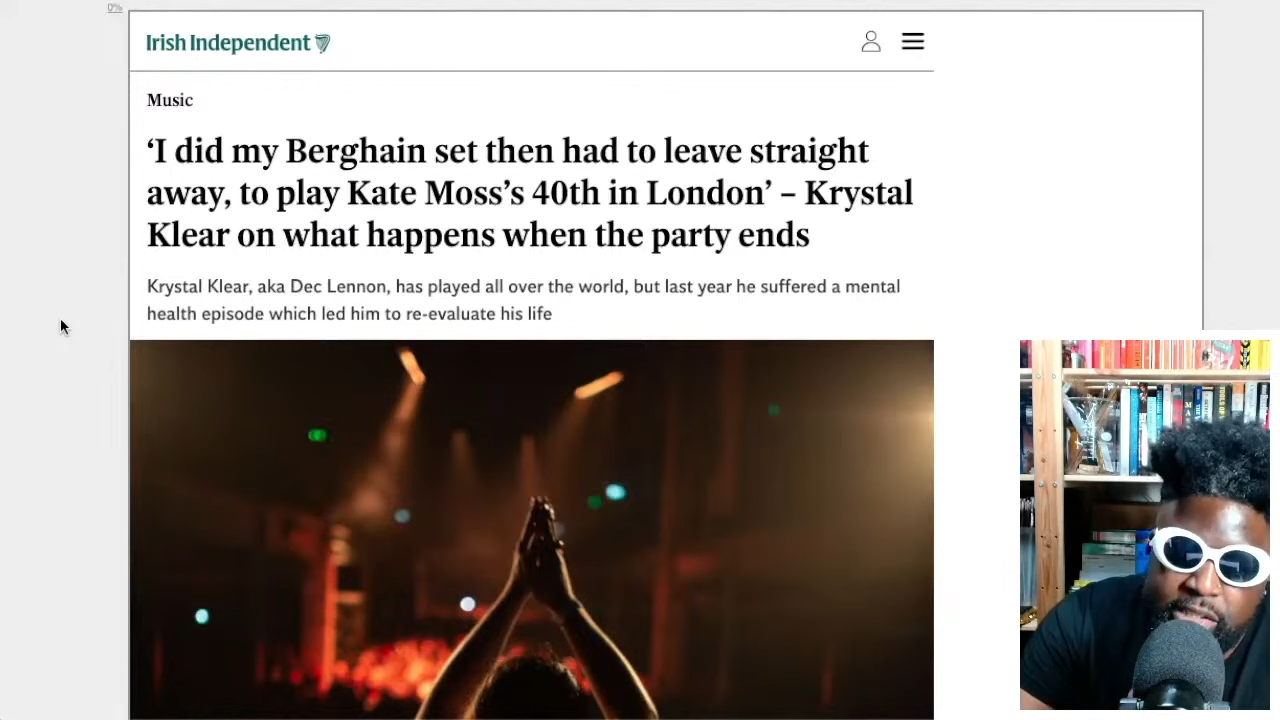 0%
Irish Independent
Music
‘I did my Berghain set then had to leave straight
away, to play Kate Moss’s 40th in London’ – Krystal
Klear on what happens when the party ends
Krystal Klear, aka Dec Lennon, has played all over the world, but last year he suffered a mental
health episode which led him to re-evaluate his life